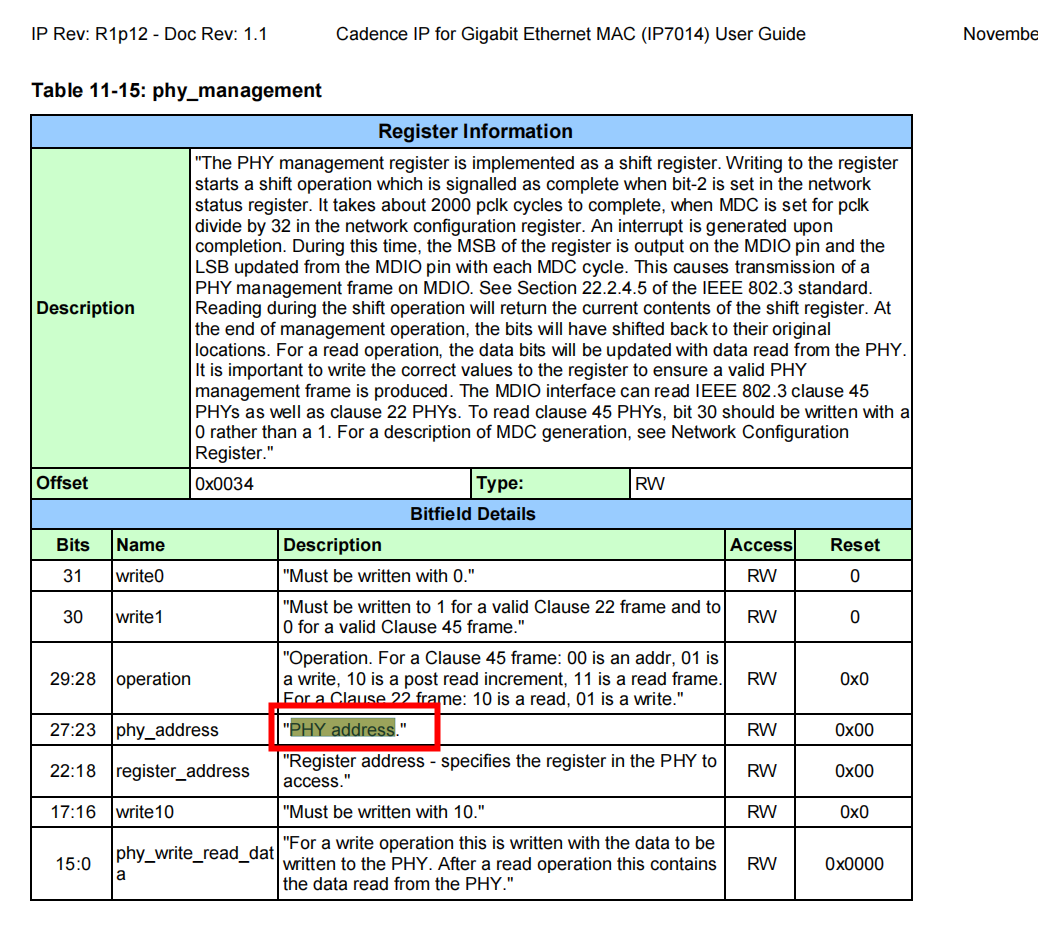 IP Rev: R1p12 - Doc Rev: 1.1 Cadence IP for Gigabit Ethernet MAC (IP7014) User Guide Novembe
Table 11-15: phy_management
Register Information
Description
"The PHY management register is implemented as a shift register. Writing to the register
starts a shift operation which is signalled as complete when bit-2 is set in the network
status register. It takes about 2000 pclk cycles to complete, when MDC is set for pclk
divide by 32 in the network configuration register. An interrupt is generated upon
completion. During this time, the MSB of the register is output on the MDIO pin and the
LSB updated from the MDIO pin with each MDC cycle. This causes transmission of a
PHY management frame on MDIO. See Section 22.2.4.5 of the IEEE 802.3 standard.
Reading during the shift operation will return the current contents of the shift register. At
the end of management operation, the bits will have shifted back to their original
locations. For a read operation, the data bits will be updated with data read from the PHY.
It is important to write the correct values to the register to ensure a valid PHY
management frame is produced. The MDIO interface can read IEEE 802.3 clause 45
PHYs as well as clause 22 PHYs. To read clause 45 PHYs, bit 30 should be written with a
0 rather than a 1. For a description of MDC generation, see Network Configuration
Register."
Offset 0x0034 Type: RW
Bitfield Details
Bits Name Description Access Reset
31 write0 "Must be written with 0." RW 0
30 write1 "Must be written to 1 for a valid Clause 22 frame and to
0 for a valid Clause 45 frame." RW 0
29:28 operation "Operation. For a Clause 45 frame: 00 is an addr, 01 is
a write, 10 is a post read increment, 11 is a read frame.
For a Clause 22 frame: 10 is a read, 01 is a write." RW 0x0
27:23 phy_address "PHY address." RW 0x00
22:18 register_address "Register address - specifies the register in the PHY to
access." RW 0x00
17:16 write10 "Must be written with 10." RW 0x0
15:0 phy_write_read_dat
a "For a write operation this is written with the data to be
written to the PHY. After a read operation this contains
the data read from the PHY." RW 0x0000